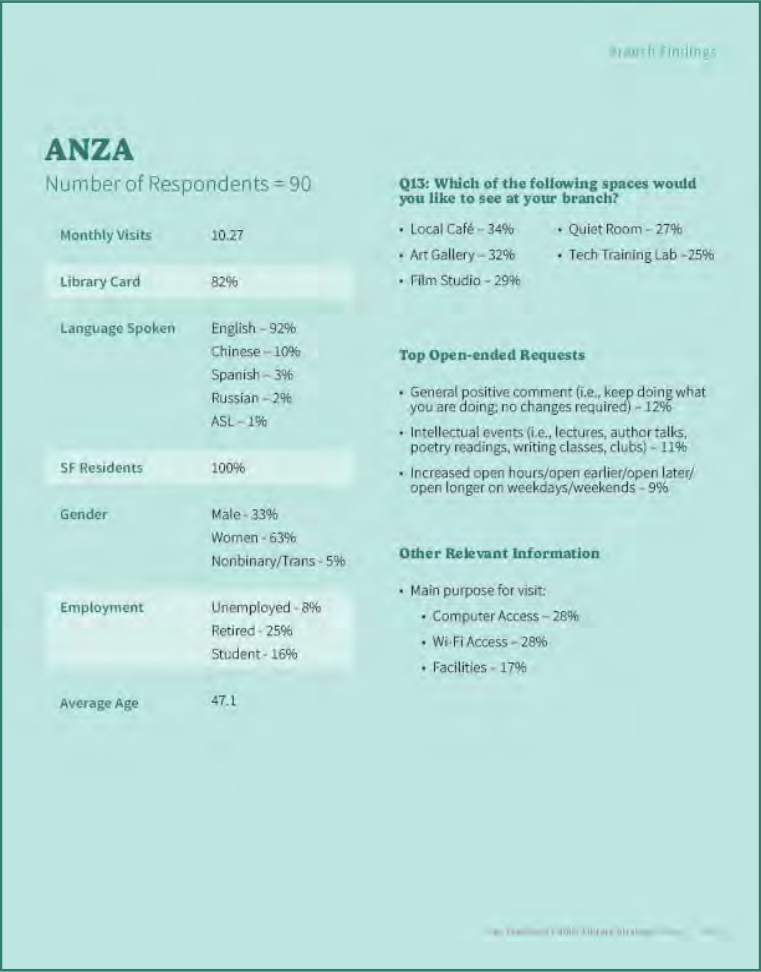 Branch Findings
ANZA
Number of Respondents = 90
Monthly Visits 10.27
Library Card 82%
Language Spoken English – 92%
Chinese – 10%
Spanish – 3%
Russian – 2%
ASL – 1%
SF Residents 100%
Gender Male - 33%
Women - 63%
Nonbinary/Trans - 5%
Employment Unemployed - 8%
Retired - 25%
Student - 16%
Average Age 47.1
Q13: Which of the following spaces would
you like to see at your branch?
• Local Café – 34% • Quiet Room – 27%
• Art Gallery – 32% • Tech Training Lab –25%
• Film Studio – 29%
Top Open-ended Requests
• General positive comment (i.e., keep doing what
you are doing; no changes required) – 12%
• Intellectual events (i.e., lectures, author talks,
poetry readings, writing classes, clubs) – 11%
• Increased open hours/open earlier/open later/
open longer on weekdays/weekends – 9%
Other Relevant Information
• Main purpose for visit:
• Computer Access – 28%
• Wi-Fi Access – 28%
• Facilities – 17%
Public Library